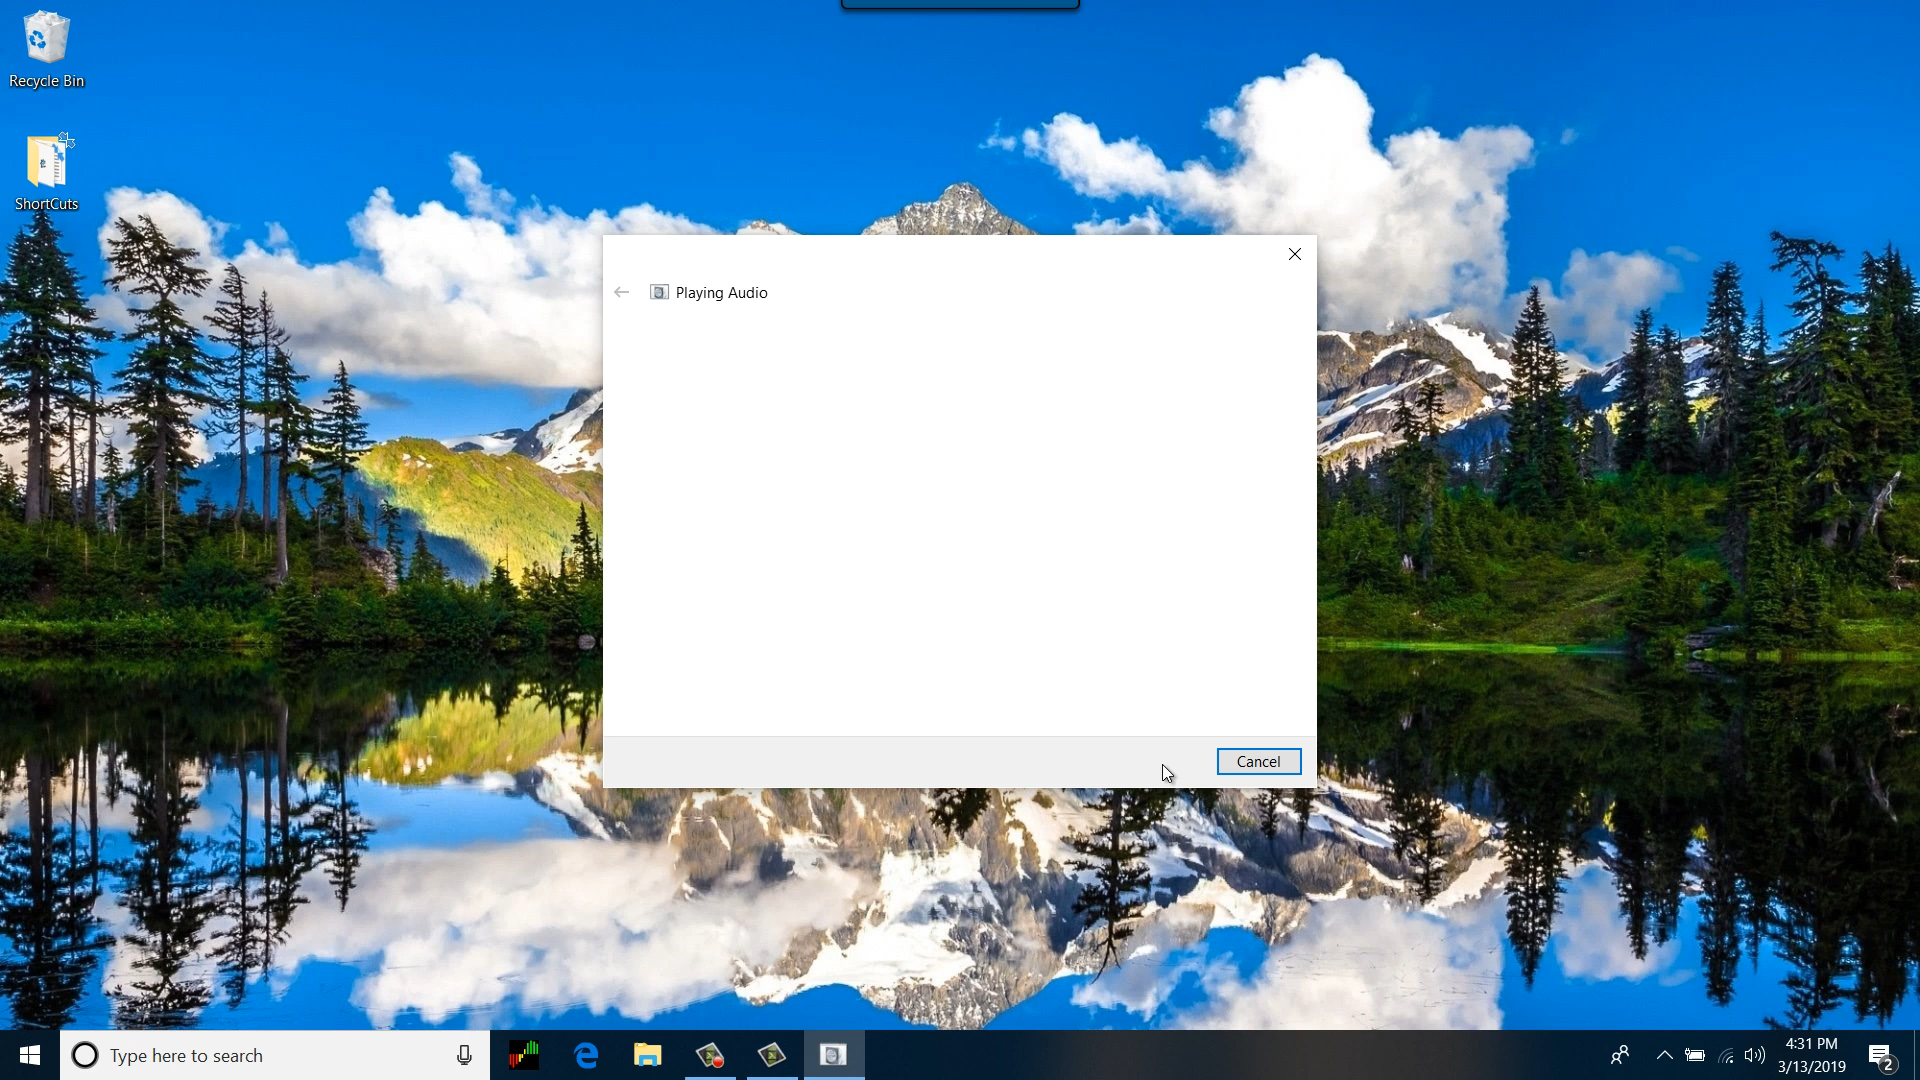 Recycle Bin
ShortCuts
Playing Audio
Cancel
Type here to search
4:31 PM
3/13/2019
2